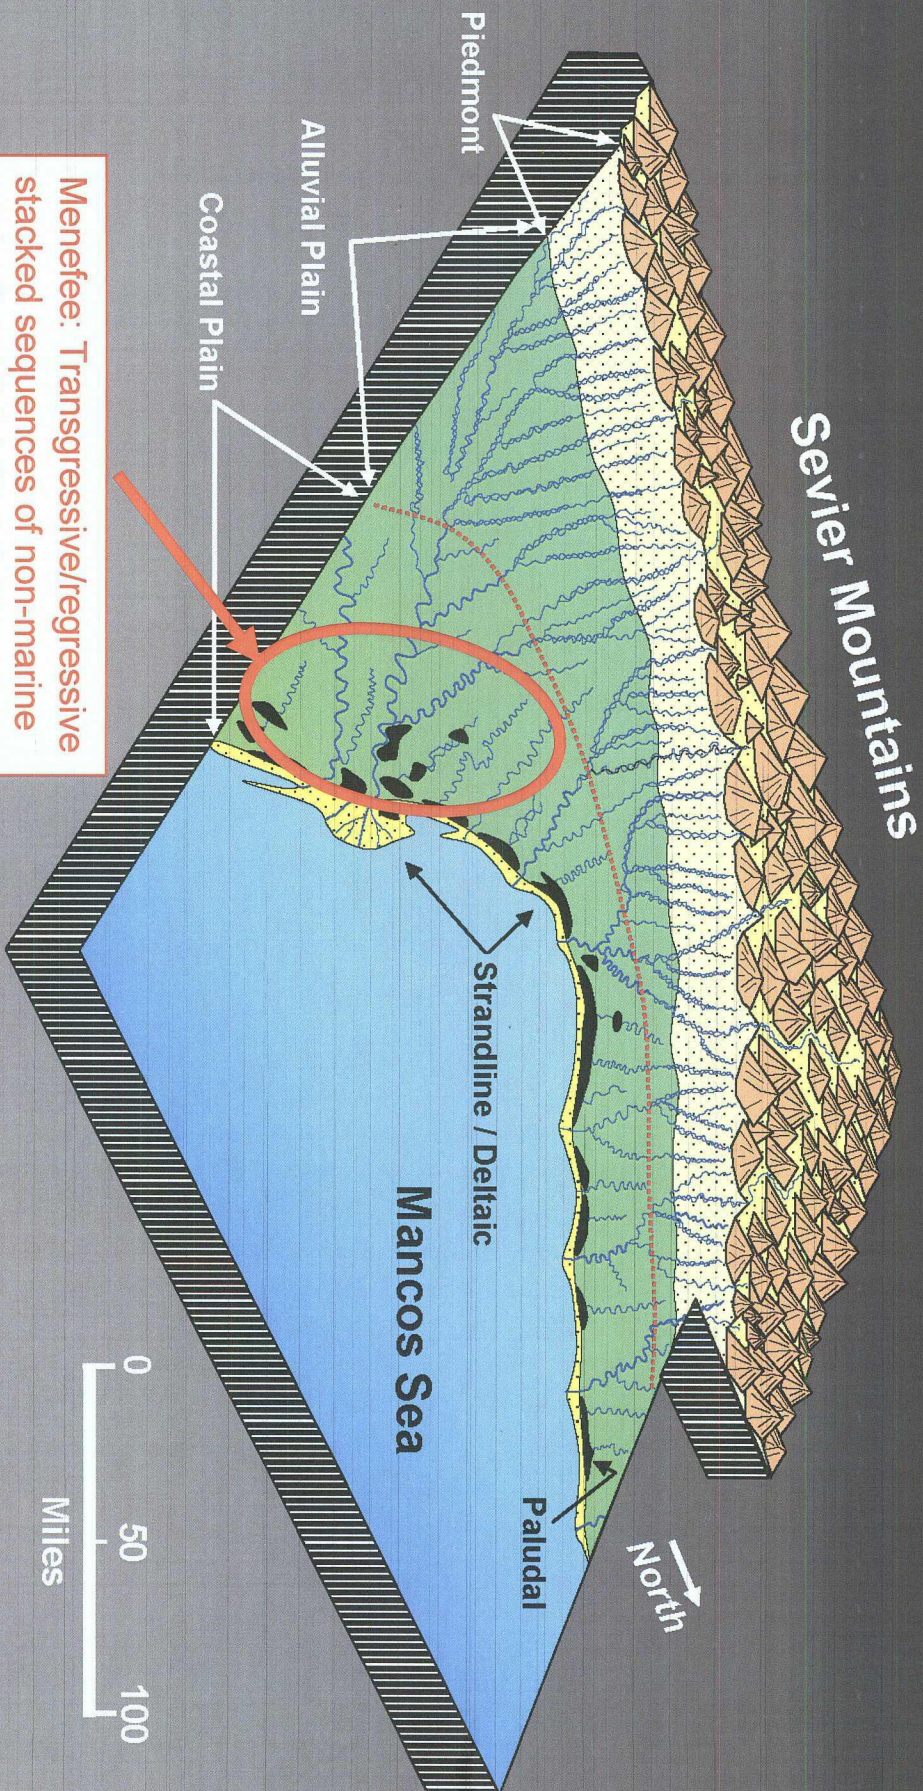 Sevier Mountains
Piedmont
Alluvial Plain
Coastal Plain
Strandline / Deltaic
Mancos Sea
Paludal
North
0 50 100
Miles
Menefee: Transgressive/regressive
stacked sequences of non-marine